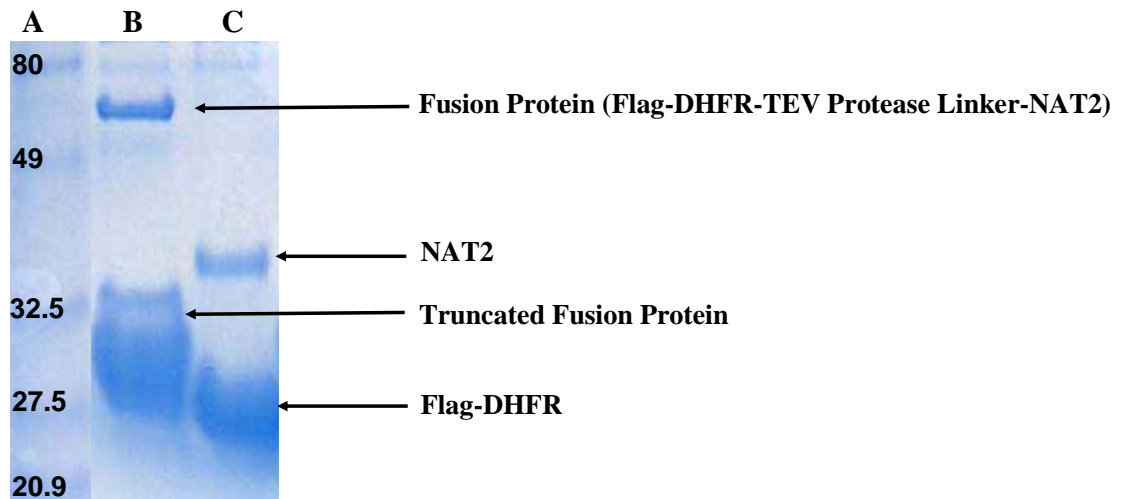 A B C
80
Fusion Protein (Flag-DHFR-TEV Protease Linker-NAT2)
49
NAT2
32.5
Truncated Fusion Protein
27.5
Flag-DHFR
20.9